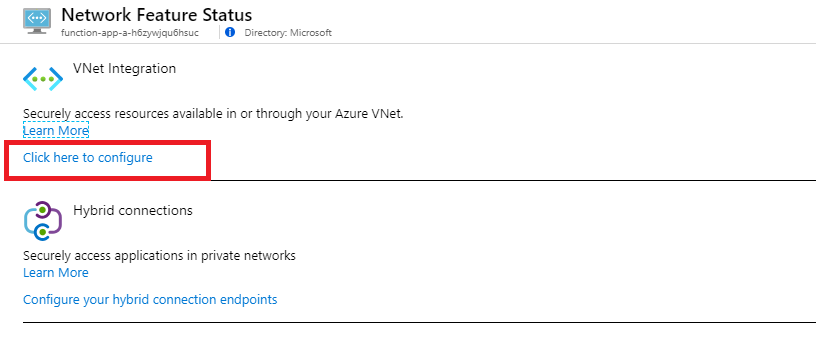 Network Feature Status
function-app-a-h6zywjqu6hsuc
Directory: Microsoft
VNet Integration
Securely access resources available in or through your Azure VNet.
Learn More
Click here to configure
Hybrid connections
Securely access applications in private networks
Learn More
Configure your hybrid connection endpoints